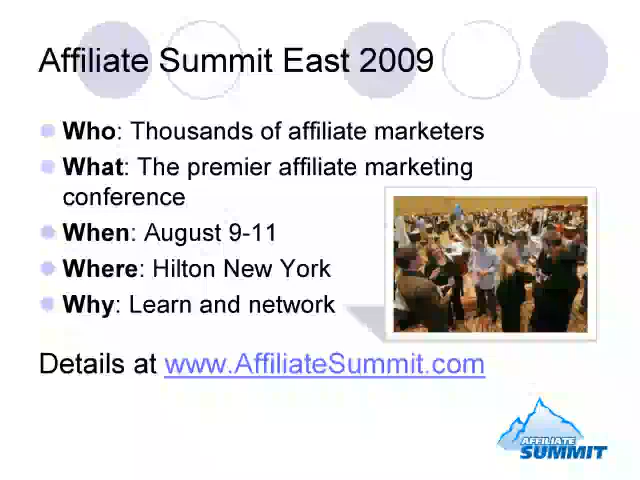 Affiliate Summit East 2009
Who: Thousands of affiliate marketers
What: The premier affiliate marketing
conference
When: August 9-11
Where: Hilton New York
Why: Learn and network
Details at www.AffiliateSummit.com
AFFILIATE
SUMMIT